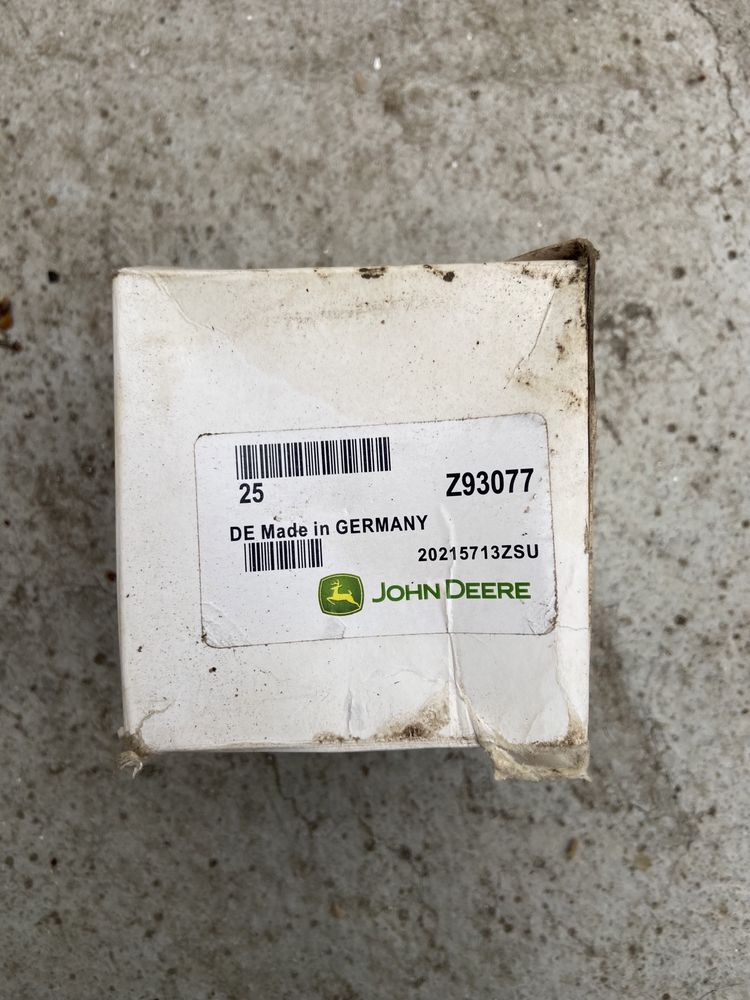 25
Z93077
DE Made in GERMANY
20215713ZSU
JOHN DEERE